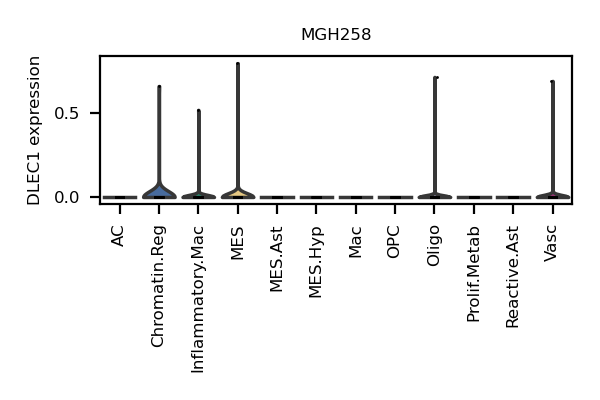 MGH258
DLEC1 expression
0.5
0.0
AC
Chromatin.Reg
Inflammatory.Mac
MES
MES.Ast
MES.Hyp
Mac
OPC
Oligo
Prolif.Metab
Reactive.Ast
Vasc